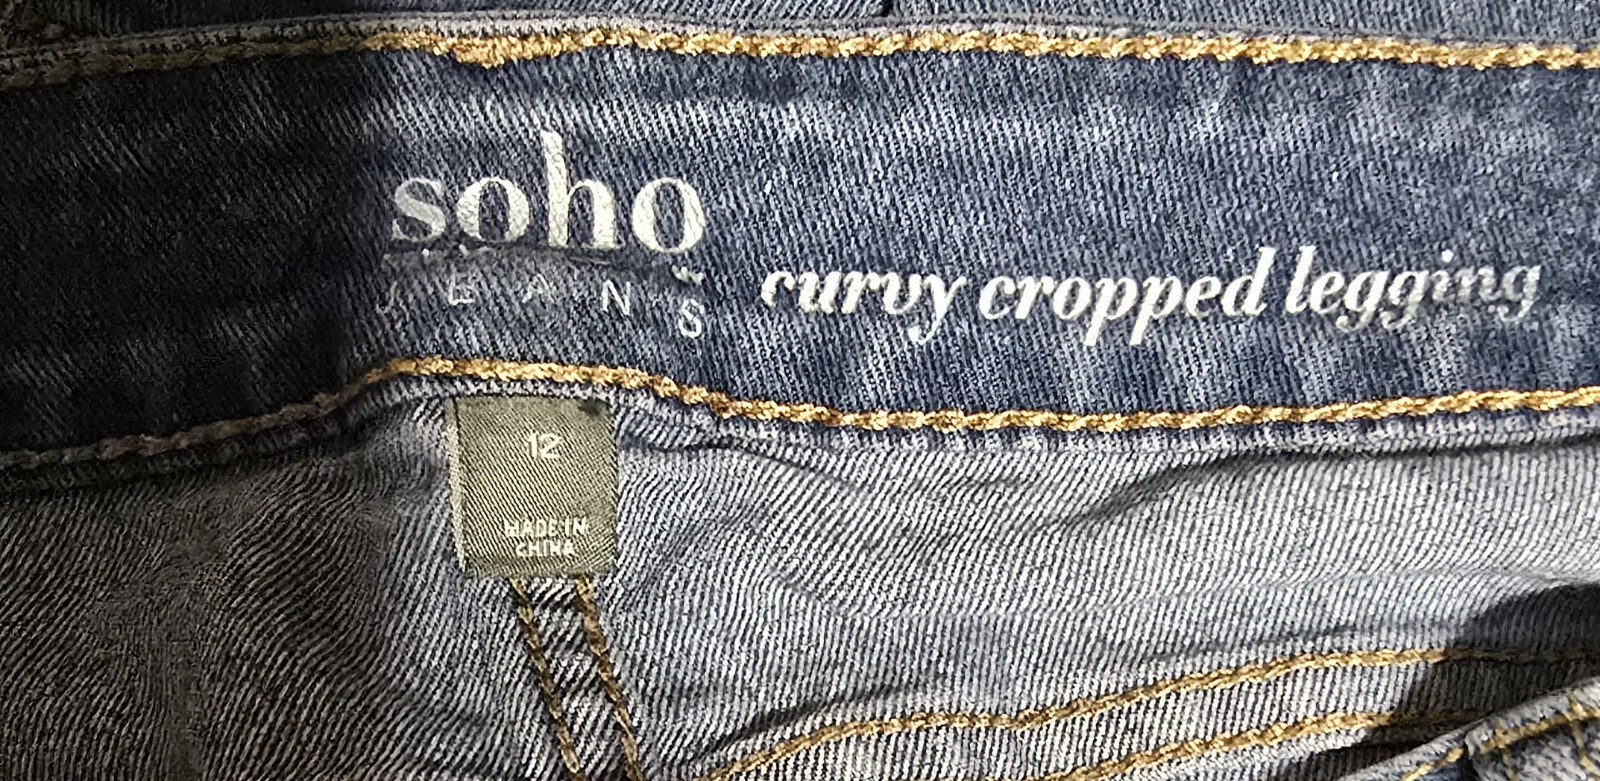 soho
JEANS
curvy cropped legging
12
MADE IN
CHINA